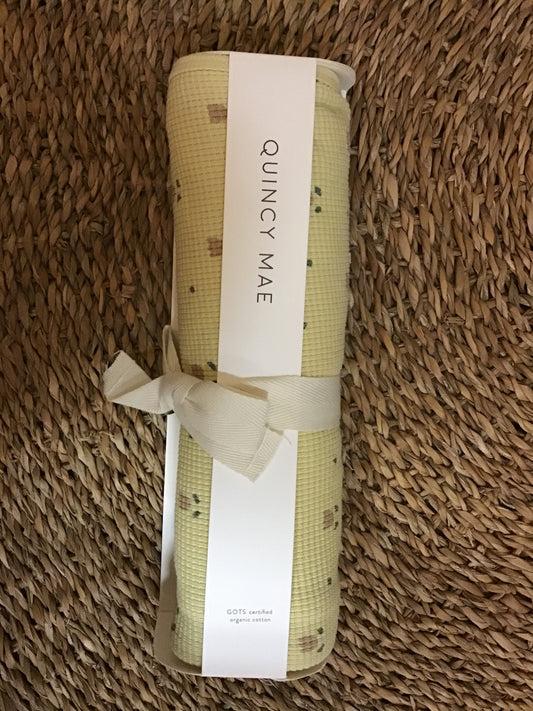 QUINCY MAE
GOTS certified
organic cotton